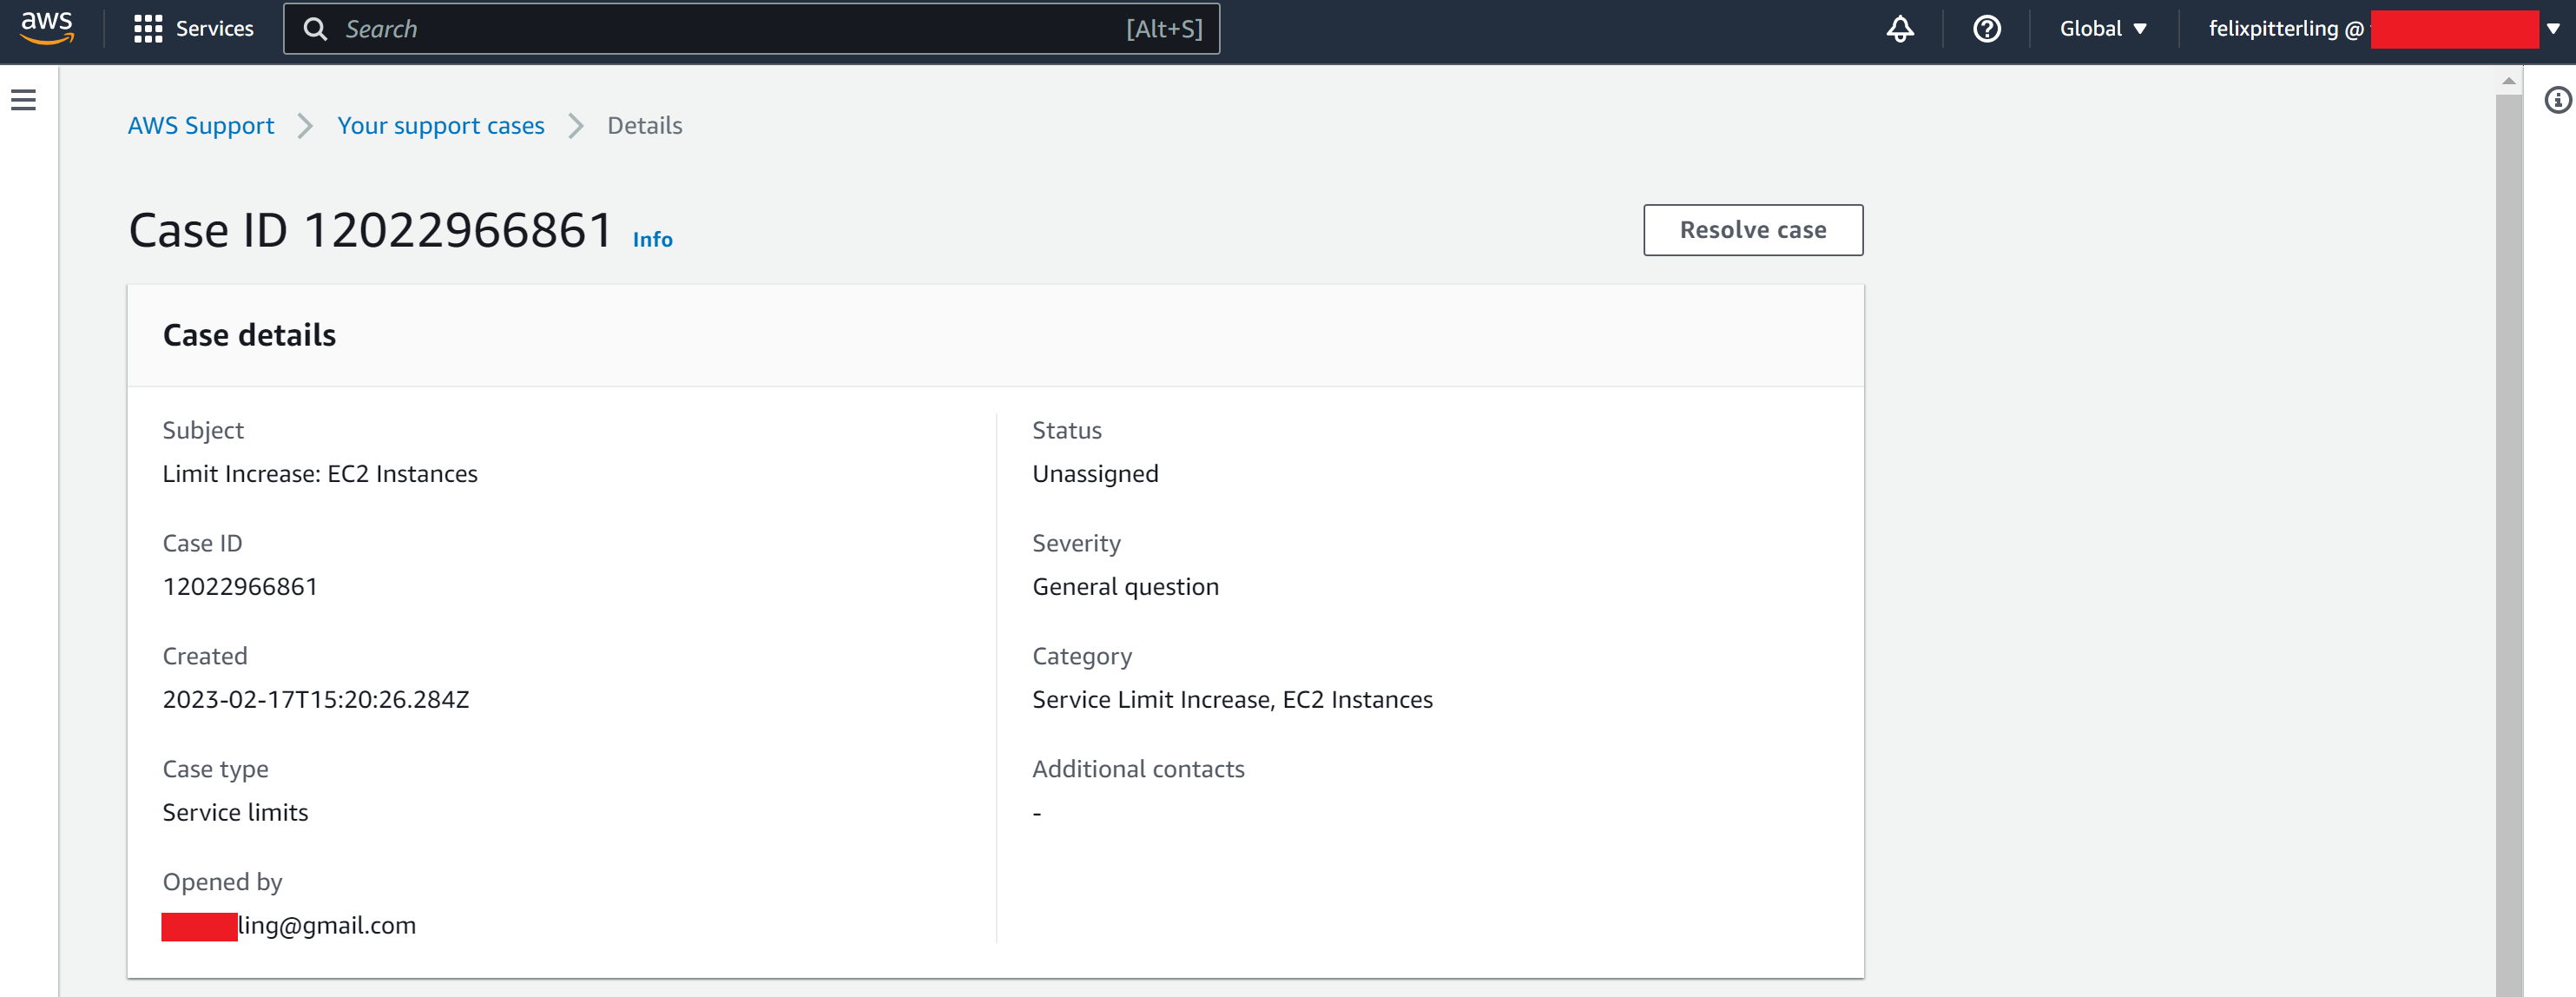 aws Services Search [Alt+S] Global felixpitterling @
AWS Support Your support cases Details
Case ID 12022966861 Info Resolve case
Case details
Subject
Limit Increase: EC2 Instances
Case ID
12022966861
Created
2023-02-17T15:20:26.284Z
Case type
Service limits
Opened by
ling@gmail.com
Status
Unassigned
Severity
General question
Category
Service Limit Increase, EC2 Instances
Additional contacts
-